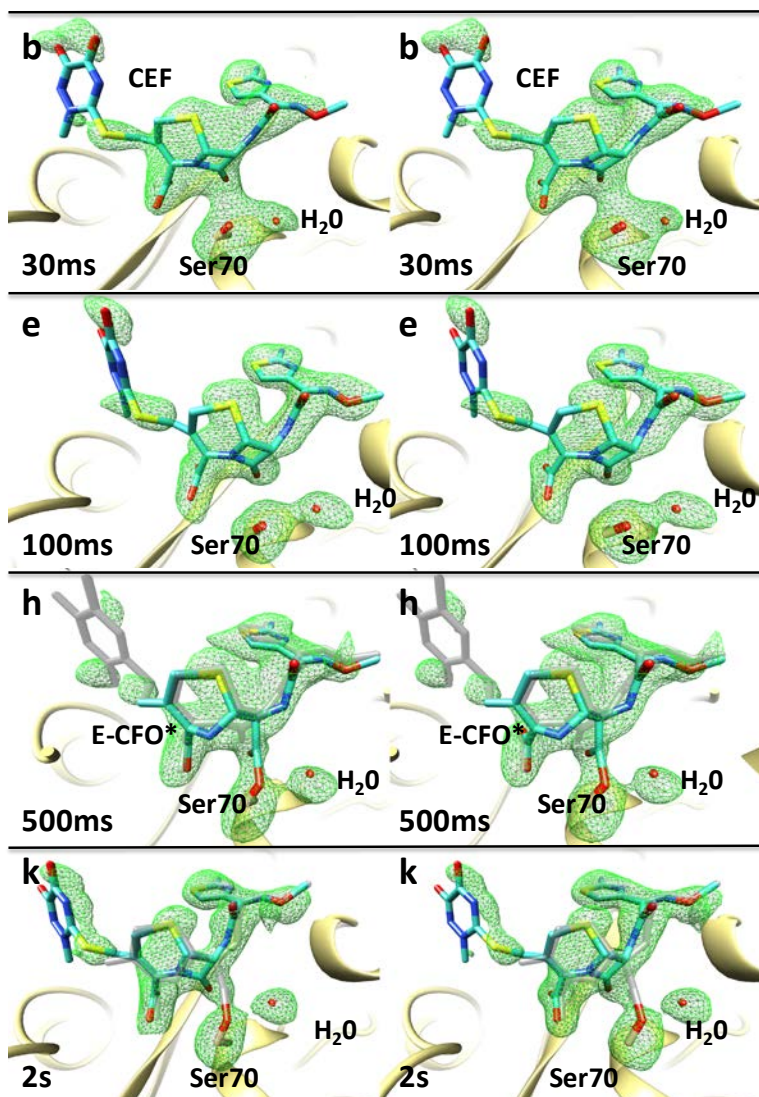 b b
CEF CEF
H₂0 H₂0
30ms Ser70 30ms Ser70
e e
H₂0 H₂0
100ms Ser70 100ms Ser70
h h
E-CFO* E-CFO*
H₂0 H₂0
500ms Ser70 500ms Ser70
k k
H₂0 H₂0
2s Ser70 2s Ser70